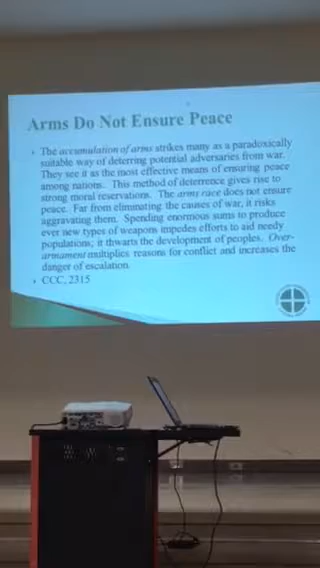 Arms Do Not Ensure Peace
• The accumulation of arms strikes many as a paradoxically
suitable way of deterring potential adversaries from war.
They see it as the most effective means of ensuring peace
among nations. This method of deterrence gives rise to
strong moral reservations. The arms race does not ensure
peace. Far from eliminating the causes of war, it risks
aggravating them. Spending enormous sums to produce
ever new types of weapons impedes efforts to aid needy
populations; it thwarts the development of peoples. Over-
armament multiplies reasons for conflict and increases the
danger of escalation.
• CCC, 2315